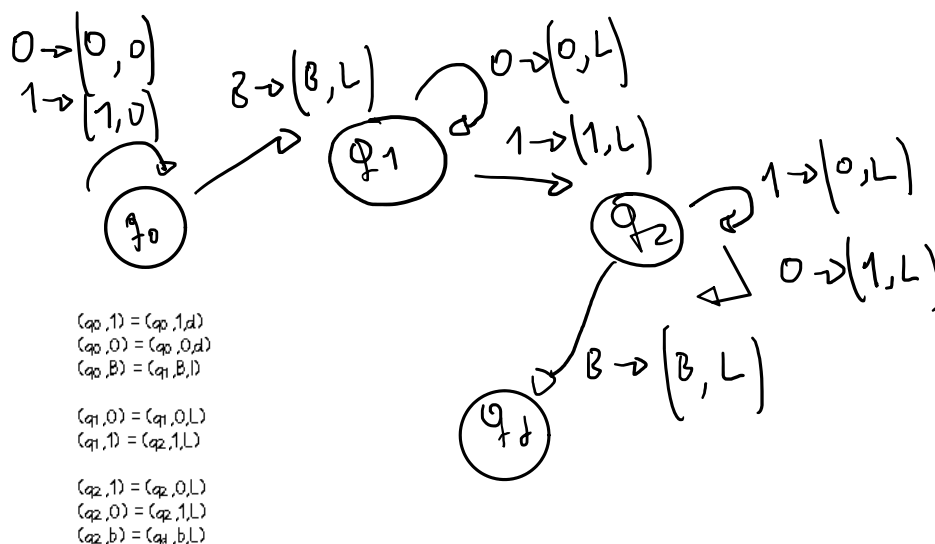 0→(0,0)
1→(1,0)
B→(B,L)
0→(0,L)
1→(1,L)
q0
q1
q2
1→(0,L)
0→(1,L)
B→(B,L)
qd
(q0,1) = (q0,1,d)
(q0,0) = (q0,0,d)
(q0,B) = (q1,B,l)
(q1,0) = (q1,0,L)
(q1,1) = (q2,1,L)
(q2,1) = (q2,0,L)
(q2,0) = (q2,1,L)
(q2,b) = (qd,b,L)